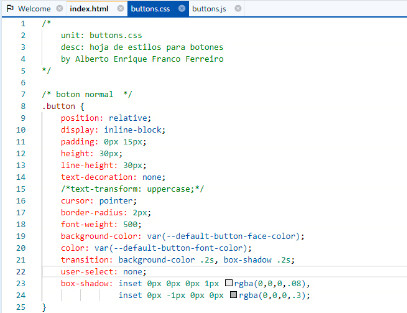 Welcome index.html buttons.css buttons.js
1 /*
2 unit: buttons.css
3 desc: hoja de estilos para botones
4 by Alberto Enrique Franco Ferreiro
5 */
6
7 /* boton normal */
8 .button {
9 position: relative;
10 display: inline-block;
11 padding: 0px 15px;
12 height: 30px;
13 line-height: 30px;
14 text-decoration: none;
15 /*text-transform: uppercase;*/
16 cursor: pointer;
17 border-radius: 2px;
18 font-weight: 500;
19 background-color: var(--default-button-face-color);
20 color: var(--default-button-font-color);
21 transition: background-color .2s, box-shadow .2s;
22 user-select: none;
23 box-shadow: inset 0px 0px 0px 1px rgba(0,0,0,.08),
24 inset 0px -1px 0px 0px rgba(0,0,0,.3);
25 }